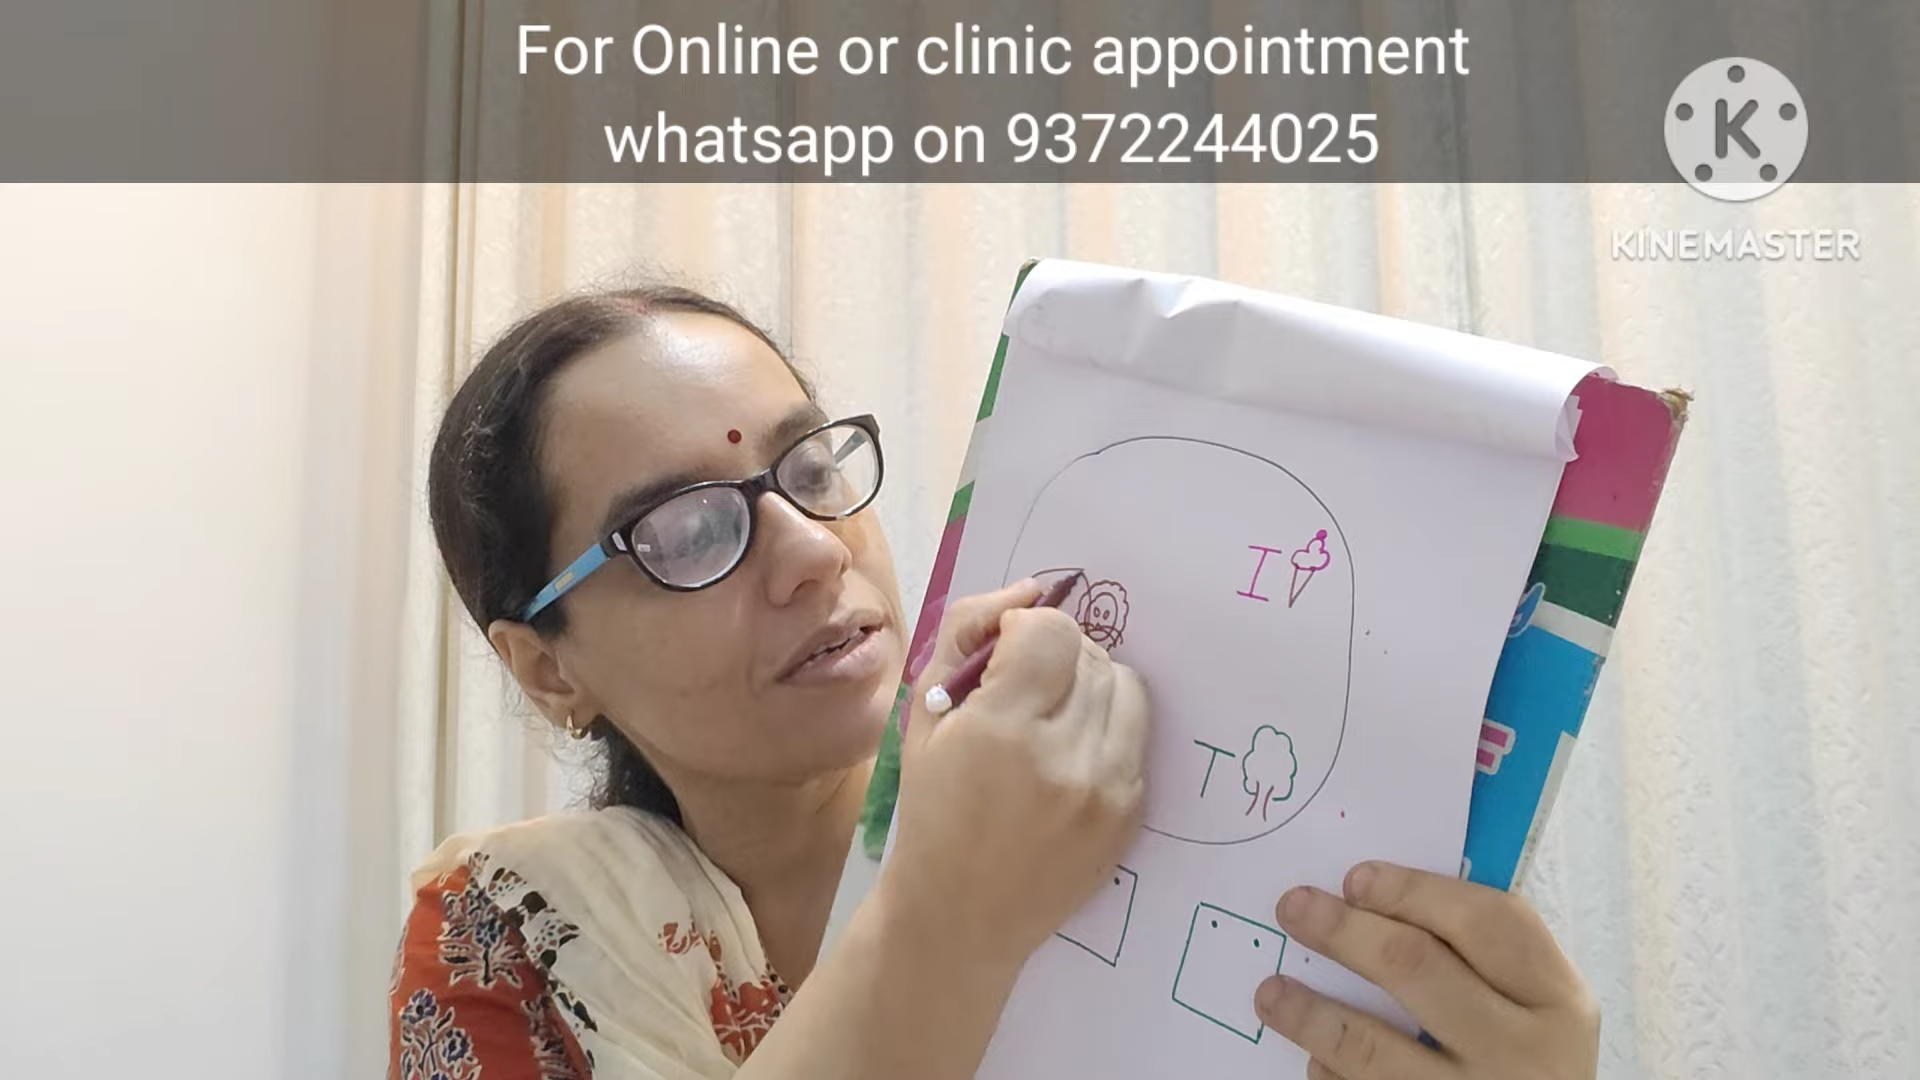 For Online or clinic appointment
whatsapp on 9372244025
K
KINEMASTER
I
T